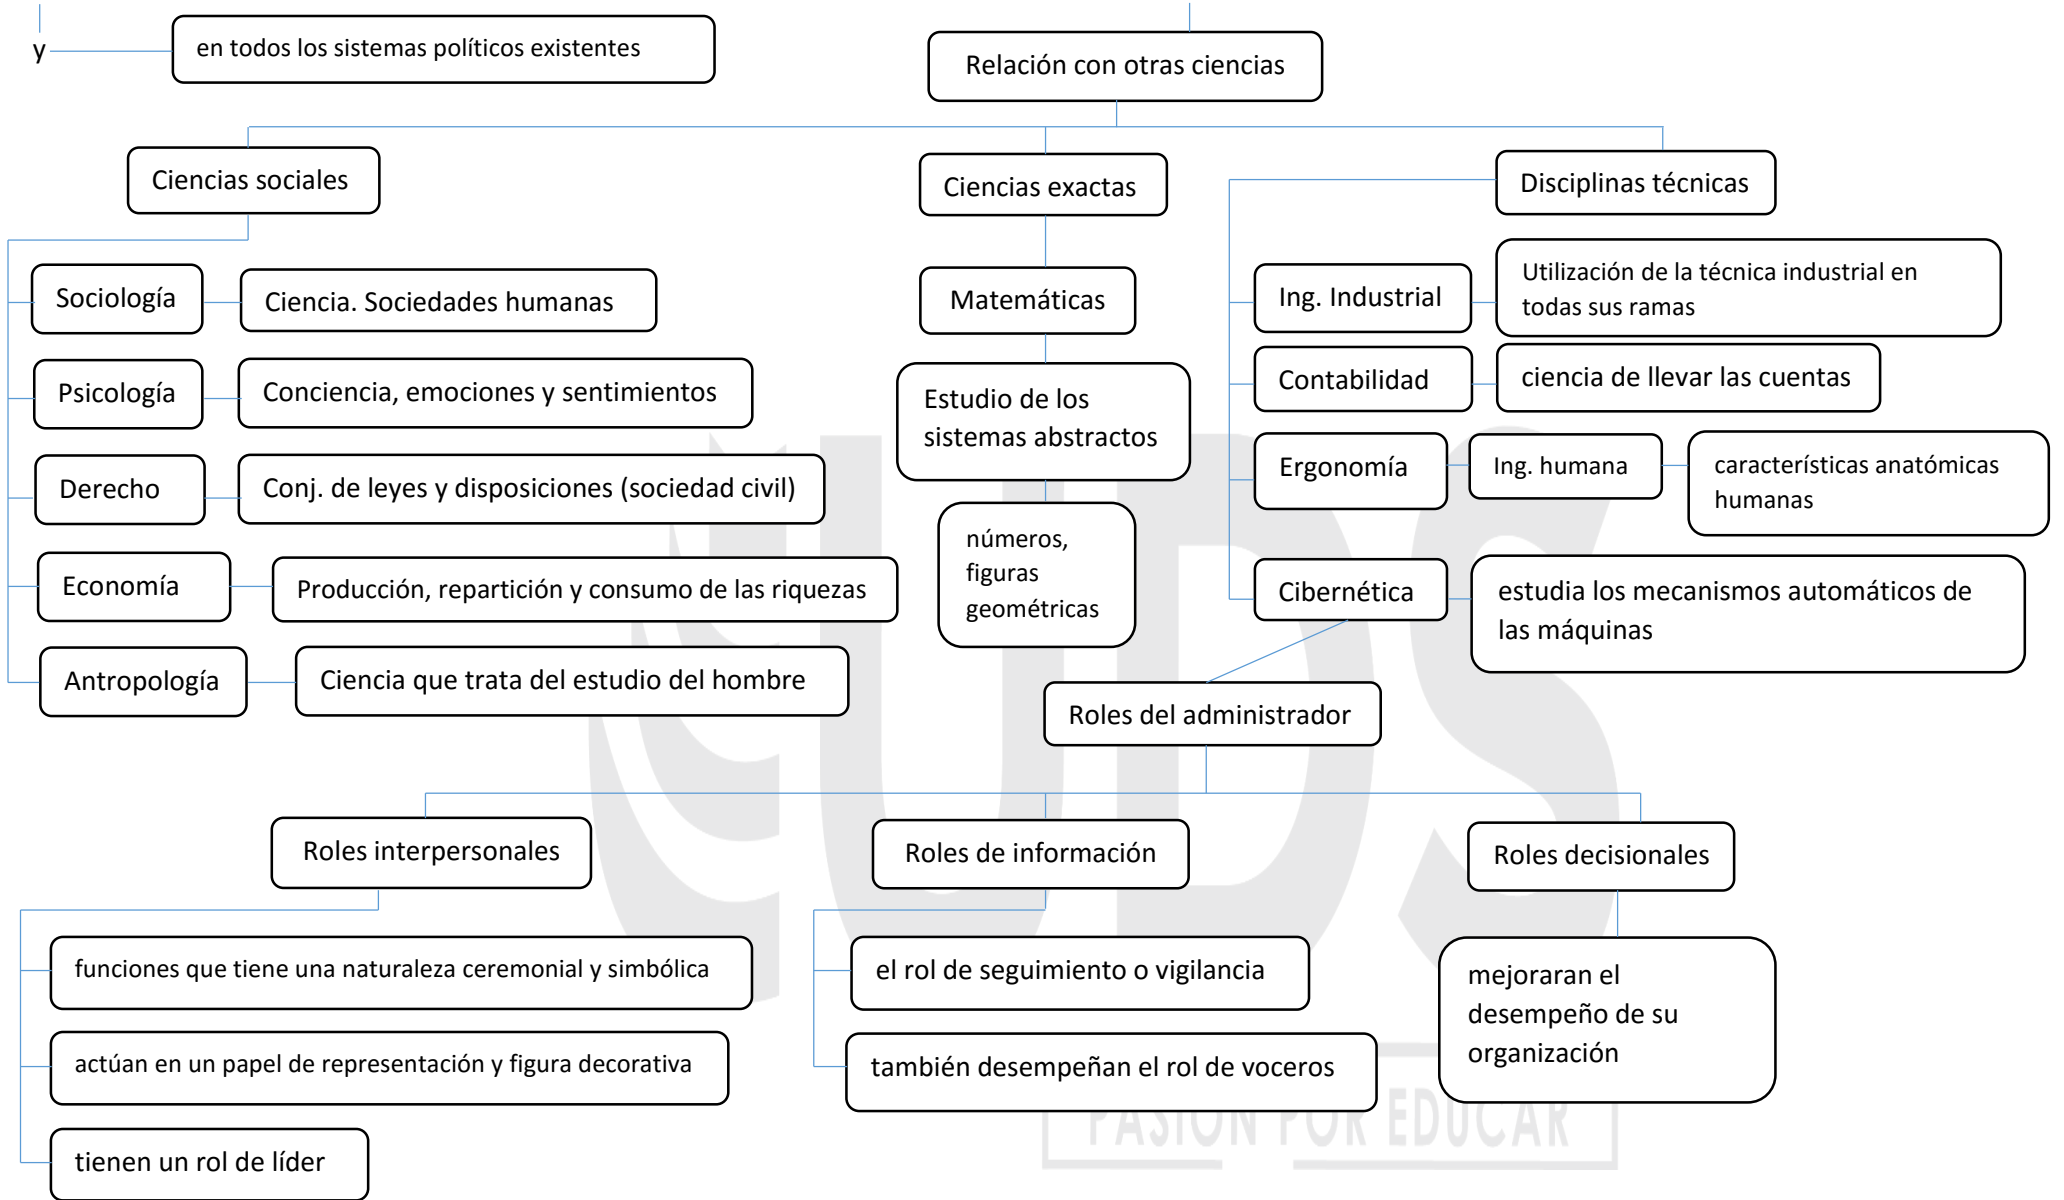 y
en todos los sistemas políticos existentes
Relación con otras ciencias
Ciencias sociales
Ciencias exactas
Disciplinas técnicas
Sociología
Ciencia. Sociedades humanas
Psicología
Conciencia, emociones y sentimientos
Derecho
Conj. de leyes y disposiciones (sociedad civil)
Economía
Producción, repartición y consumo de las riquezas
Antropología
Ciencia que trata del estudio del hombre
Matemáticas
Estudio de los
sistemas abstractos
números,
figuras
geométricas
Ing. Industrial
Utilización de la técnica industrial en
todas sus ramas
Contabilidad
ciencia de llevar las cuentas
Ergonomía
Ing. humana
características anatómicas
humanas
Cibernética
estudia los mecanismos automáticos de
las máquinas
Roles del administrador
Roles interpersonales
Roles de información
Roles decisionales
funciones que tiene una naturaleza ceremonial y simbólica
actúan en un papel de representación y figura decorativa
tienen un rol de líder
el rol de seguimiento o vigilancia
también desempeñan el rol de voceros
mejoraran el
desempeño de su
organización
UDS
PASIÓN POR EDUCAR